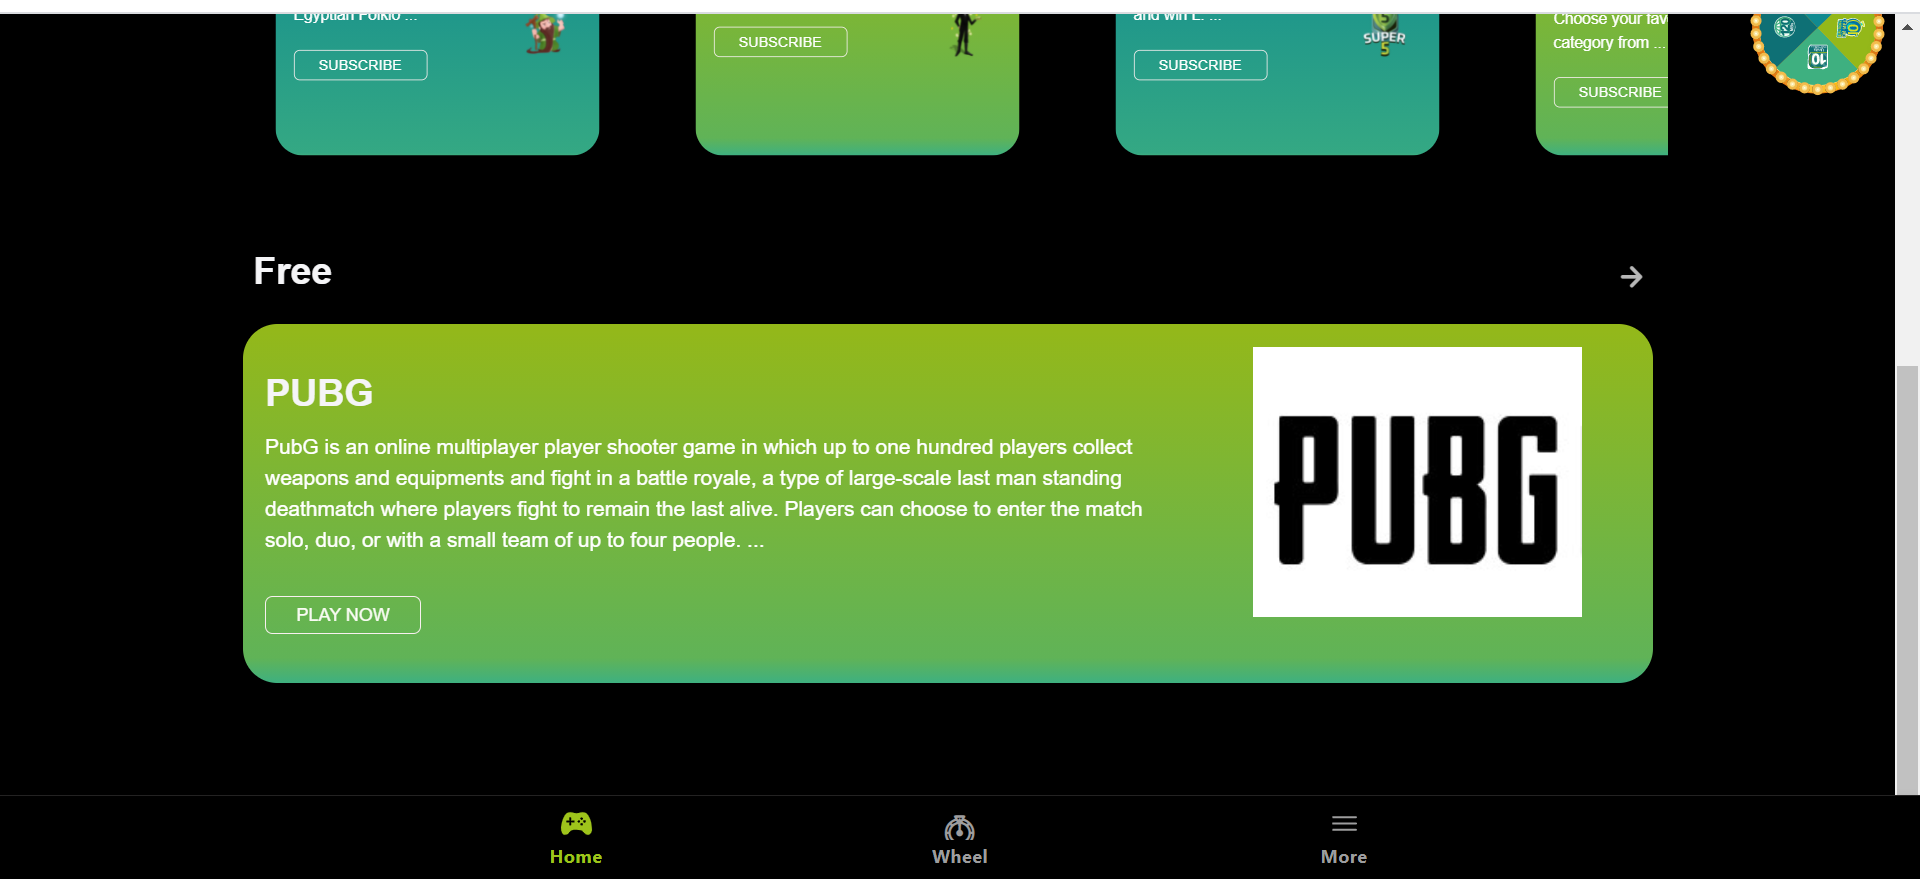 Egyptian Folklo ...
SUBSCRIBE
SUBSCRIBE
and win L. ...
SUPER
5
SUBSCRIBE
Choose your fav
category from ...
SUBSCRIBE
10
Free
PUBG
PubG is an online multiplayer player shooter game in which up to one hundred players collect
weapons and equipments and fight in a battle royale, a type of large-scale last man standing
deathmatch where players fight to remain the last alive. Players can choose to enter the match
solo, duo, or with a small team of up to four people. ...
PLAY NOW
PUBG
Home
Wheel
More